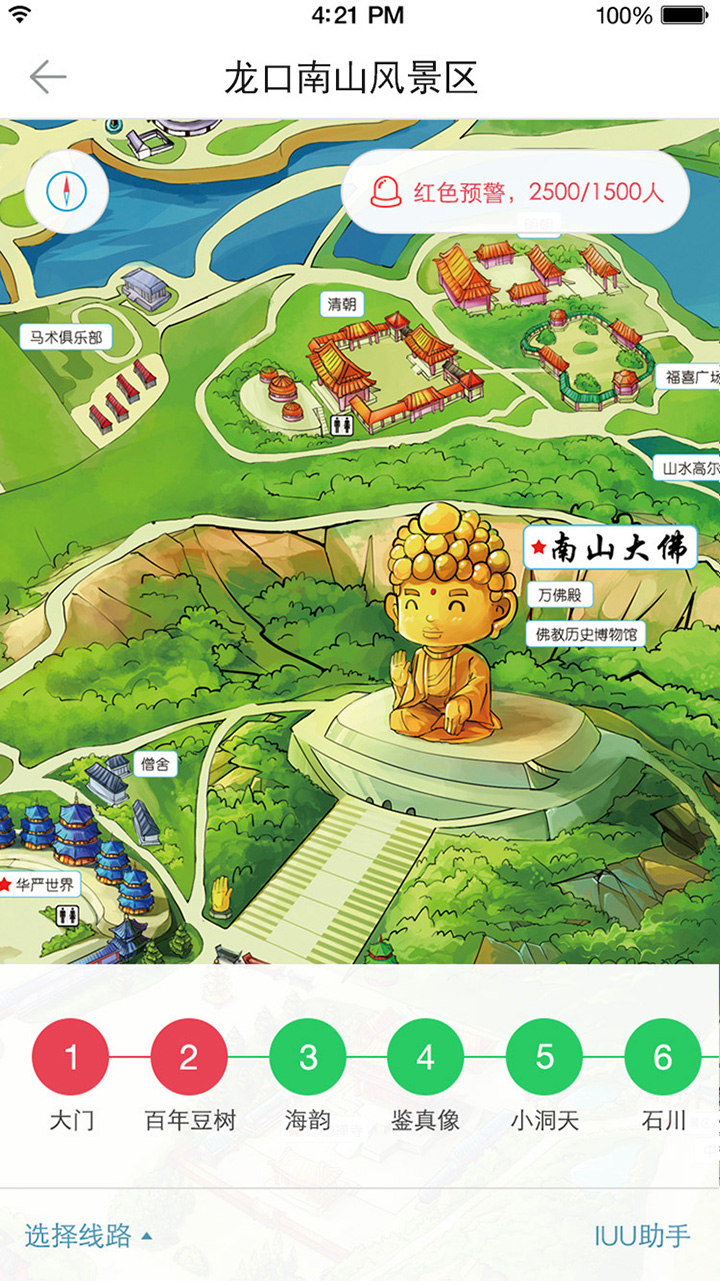 4:21 PM
100%
龙口南山风景区
红色预警，2500/1500人
清朝
马术俱乐部
福喜广场
山水高尔
南山大佛
万佛殿
佛教历史博物馆
僧舍
华严世界
1
2
3
4
5
6
大门
百年豆树
海韵
鉴真像
小洞天
石川
选择线路
IUU助手